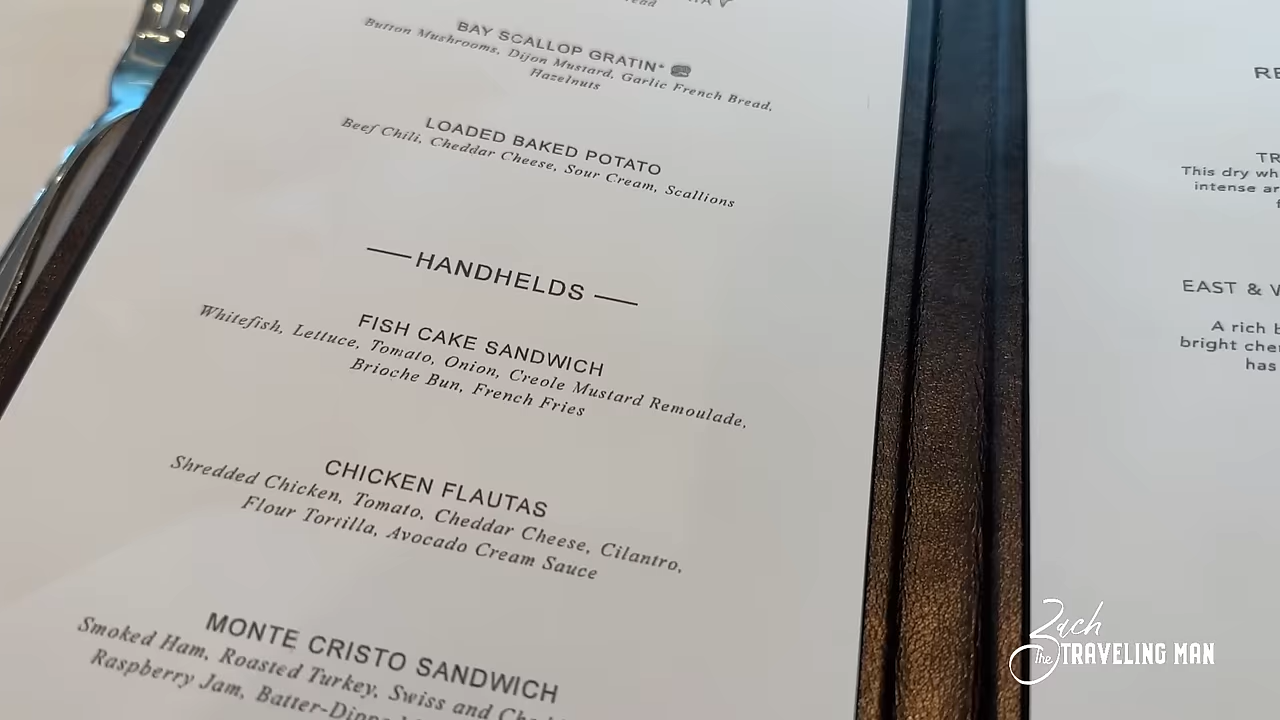 BAY SCALLOP GRATIN*
Button Mushrooms, Dijon Mustard, Garlic French Bread,
Hazelnuts
LOADED BAKED POTATO
Beef Chili, Cheddar Cheese, Sour Cream, Scallions
HANDHELDS
FISH CAKE SANDWICH
Whitefish, Lettuce, Tomato, Onion, Creole Mustard Remoulade,
Brioche Bun, French Fries
CHICKEN FLAUTAS
Shredded Chicken, Tomato, Cheddar Cheese, Cilantro,
Flour Tortilla, Avocado Cream Sauce
MONTE CRISTO SANDWICH
Smoked Ham, Roasted Turkey, Swiss and
Raspberry Jam,
This dry
intense
EAST &
A rich
bright
has
Zach
The TRAVELING MAN